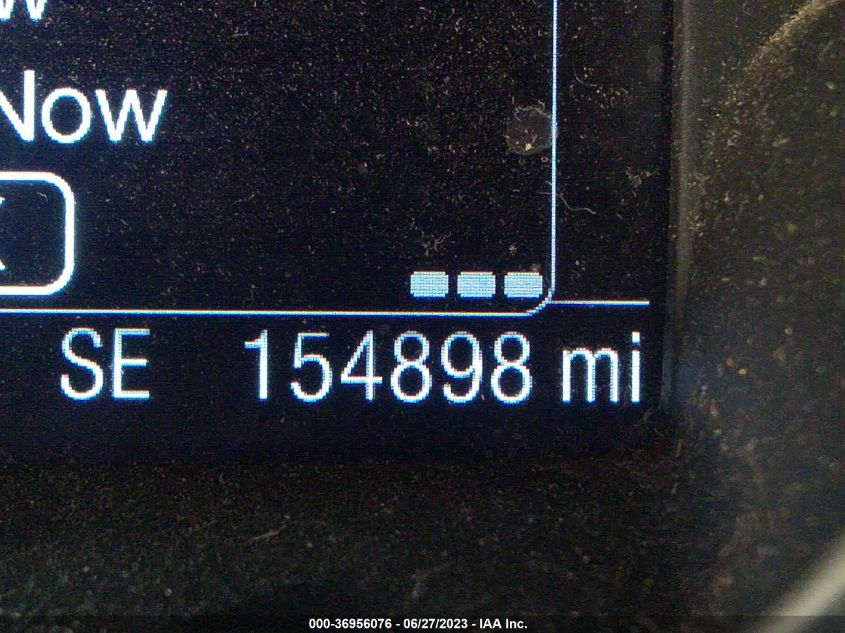 w
Now
SE 154898 mi
000-36956076 - 06/27/2023 - IAA Inc.